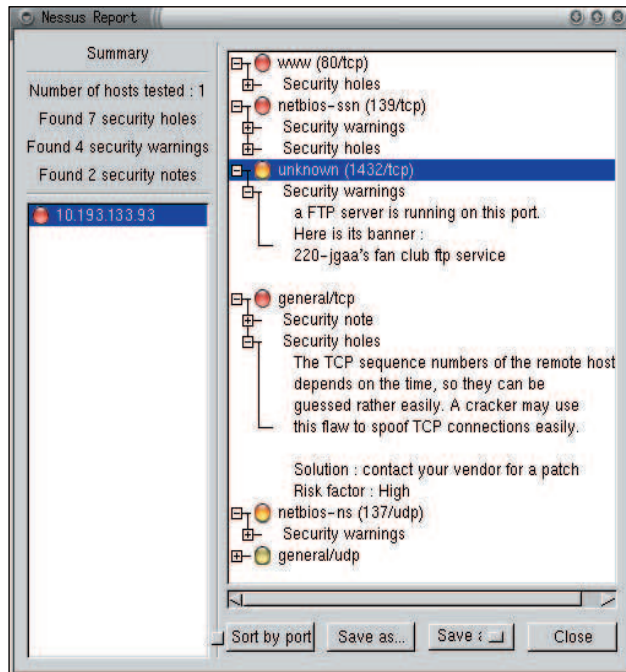 Nessus Report
Summary
Number of hosts tested : 1
Found 7 security holes
Found 4 security warnings
Found 2 security notes
10.193.133.93
www (80/tcp)
Security holes
netbios-ssn (139/tcp)
Security warnings
Security holes
unknown (1432/tcp)
Security warnings
a FTP server is running on this port.
Here is its banner :
220-jgaa's fan club ftp service
general/tcp
Security note
Security holes
The TCP sequence numbers of the remote host
depends on the time, so they can be
guessed rather easily. A cracker may use
this flaw to spoof TCP connections easily.
Solution : contact your vendor for a patch
Risk factor : High
netbios-ns (137/udp)
Security warnings
general/udp
Sort by port
Save as...
Save
Close